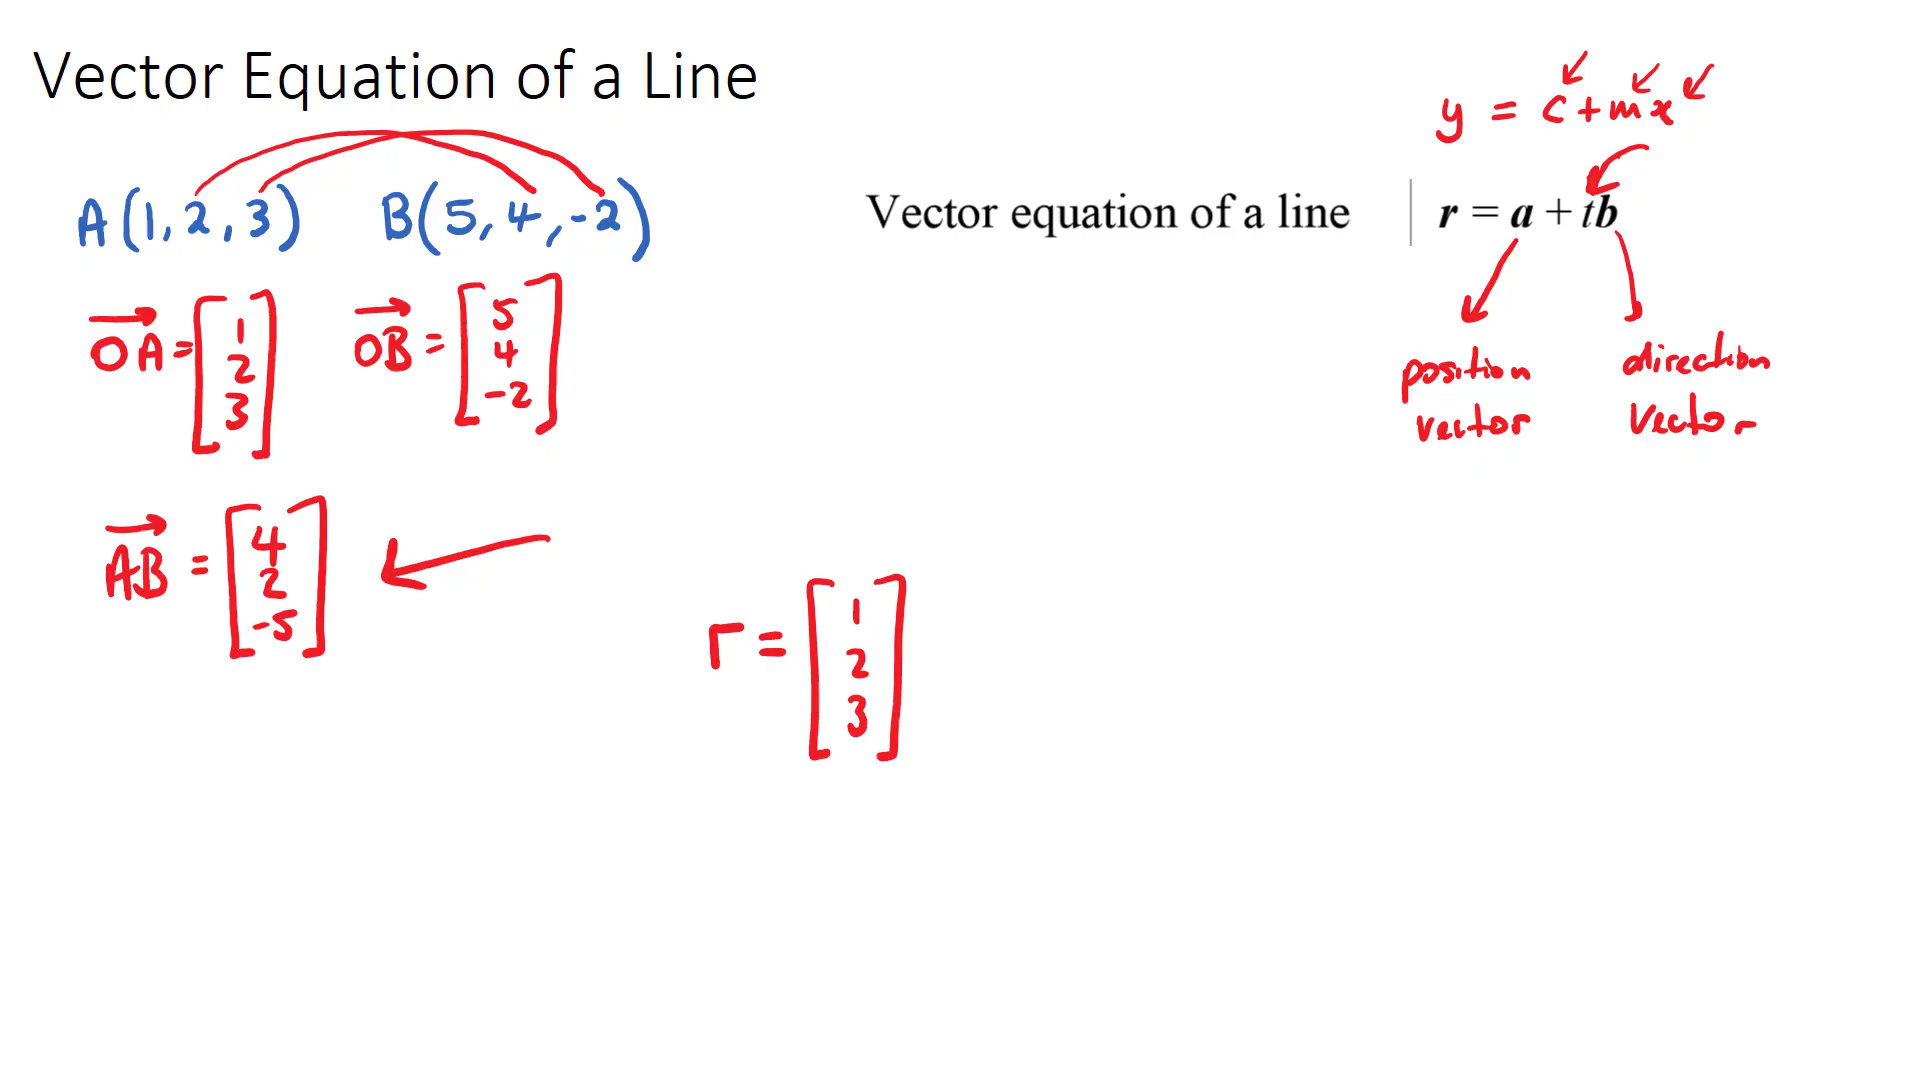 Vector Equation of a Line
y = c + mx
A(1, 2, 3) B(5, 4, -2)
Vector equation of a line r = a + tb
OA = [1 2 3] OB = [5 4 -2]
position vector
direction vector
AB = [4 2 -5]
r = [1 2 3]